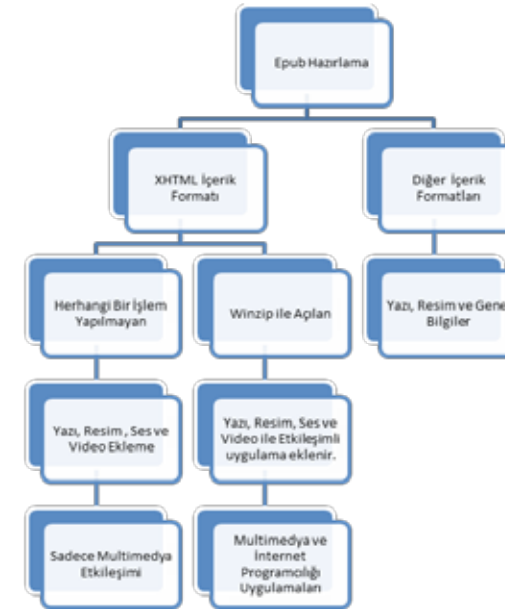 Epub Hazırlama
XHTML İçerik
Formatı
Diğer İçerik
Formatları
Herhangi Bir İşlem
Yapılmayan
Winzip ile Açılan
Yazı, Resim ve Gene
Bilgiler
Yazı, Resim , Ses ve
Video Ekleme
Yazı, Resim, Ses ve
Video ile Etkileşimli
uygulama eklenir.
Sadece Multimedya
Etkileşimi
Multimedya ve
İnternet
Programcılığı
Uygulamaları